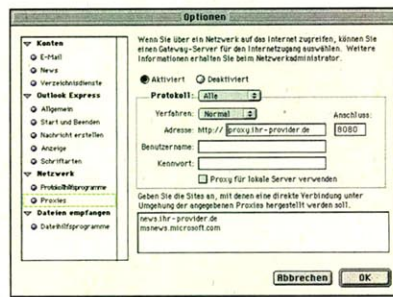 Optionen
Konten
E-Mail
News
Verzeichnisdienste
Outlook Express
Allgemein
Start und Beenden
Nachricht erstellen
Anzeige
Schriftarten
Netzwerk
Protokollhilfsprogramme
Proxies
Dateien empfangen
Dateihilfsprogramme
Wenn Sie über ein Netzwerk auf das Internet zugreifen, können Sie
einen Gateway-Server für den Internetzugang auswählen. Weitere
Informationen erhalten Sie beim Netzwerkadministrator.
Aktiviert Deaktiviert
Protokoll: Alle
Verfahren: Normal Anschluss:
Adresse: http:// proxy.ihr-provider.de 8080
Benutzername:
Kennwort:
Proxy für lokale Server verwenden
Geben Sie die Sites an, mit denen eine direkte Verbindung unter
Umgehung der angegebenen Proxies hergestellt werden soll.
news.ihr-provider.de
msnews.microsoft.com
Abbrechen OK